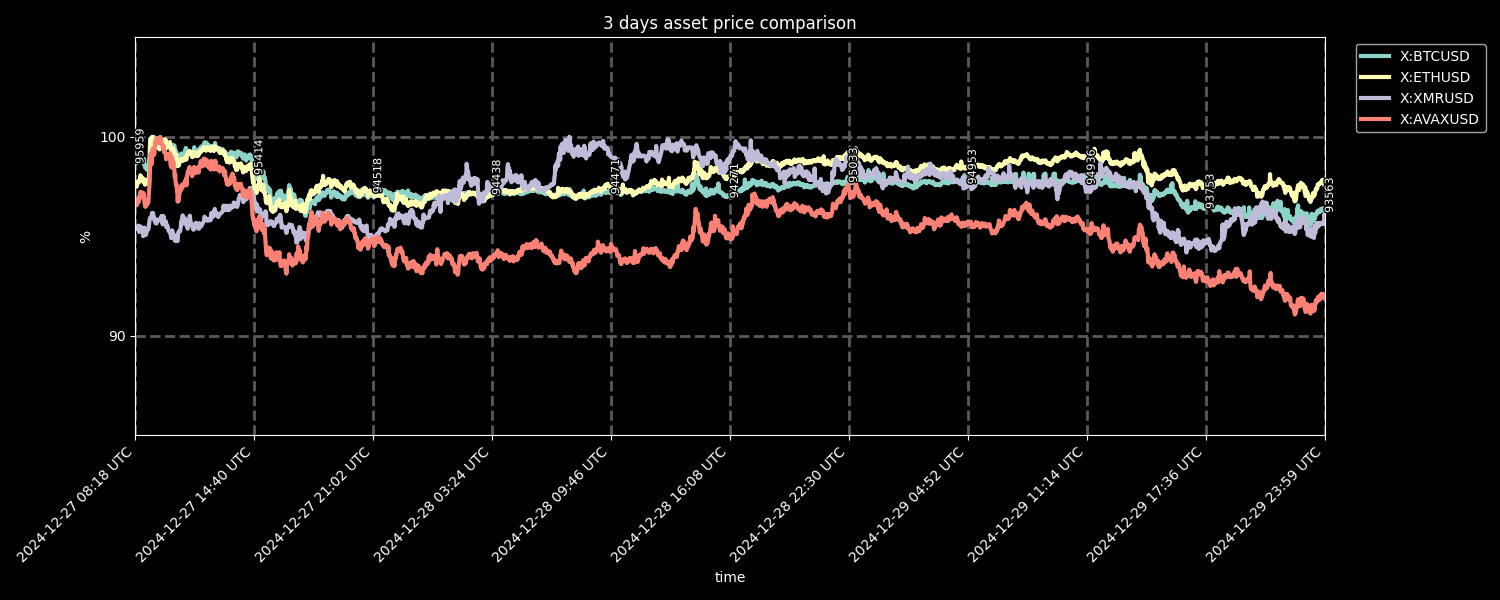 3 days asset price comparison
X:BTCUSD
X:ETHUSD
X:XMRUSD
X:AVAXUSD
100
90
%
95959
95414
94518
94438
94471
94271
95033
94953
94936
93753
93563
2024-12-27 08:18 UTC
2024-12-27 14:40 UTC
2024-12-27 21:02 UTC
2024-12-28 03:24 UTC
2024-12-28 09:46 UTC
2024-12-28 16:08 UTC
2024-12-28 22:30 UTC
2024-12-29 04:52 UTC
2024-12-29 11:14 UTC
2024-12-29 17:36 UTC
2024-12-29 23:59 UTC
time